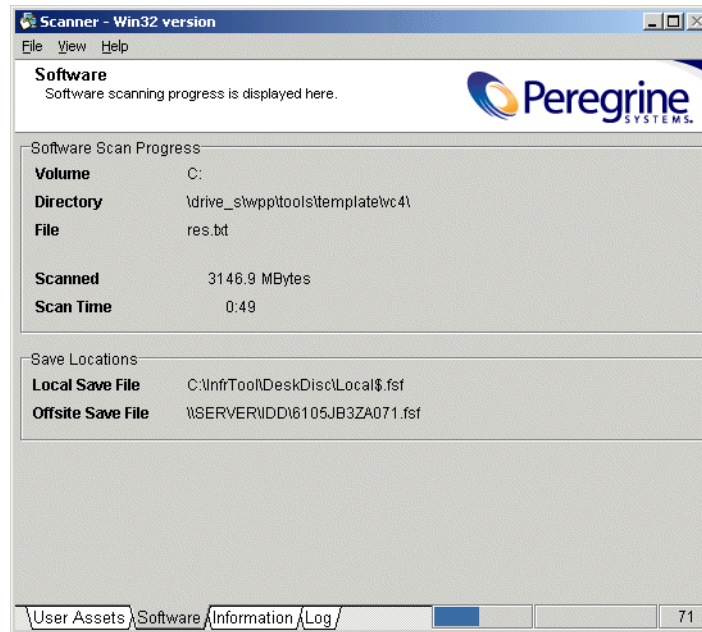 Scanner - Win32 version
File View Help
Software
Software scanning progress is displayed here.
Peregrine
SYSTEMS.
Software Scan Progress
Volume C:
Directory \drive_s\wpp\tools\template\vc4\
File res.txt
Scanned 3146.9 MBytes
Scan Time 0:49
Save Locations
Local Save File C:\InfrTool\DeskDisc\Local$.fsf
Offsite Save File \\SERVER\IDD\6105JB3ZA071.fsf
User Assets Software Information Log 71